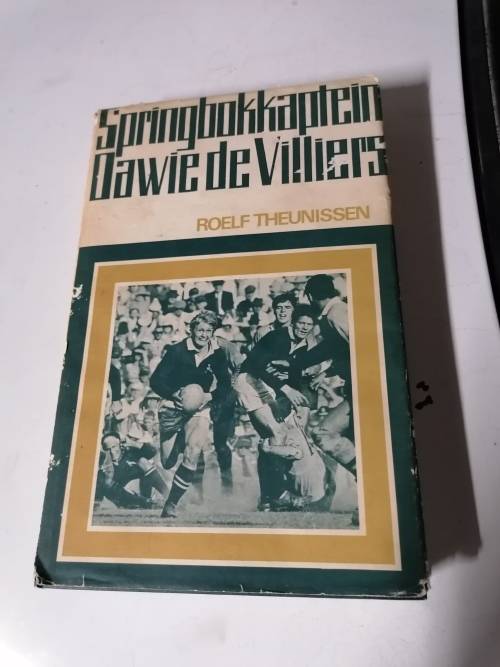 Springbokkaptein
Dawie de Villiers
ROELF THEUNISSEN